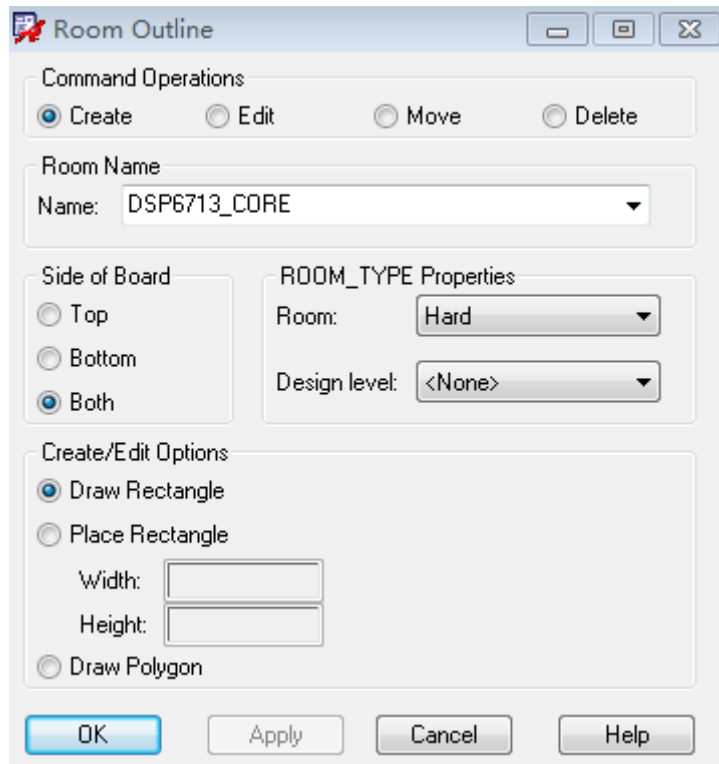 Room Outline
Command Operations
Create Edit Move Delete
Room Name
Name: DSP6713_CORE
Side of Board
Top
Bottom
Both
ROOM_TYPE Properties
Room: Hard
Design level: <None>
Create/Edit Options
Draw Rectangle
Place Rectangle
Width:
Height:
Draw Polygon
OK Apply Cancel Help